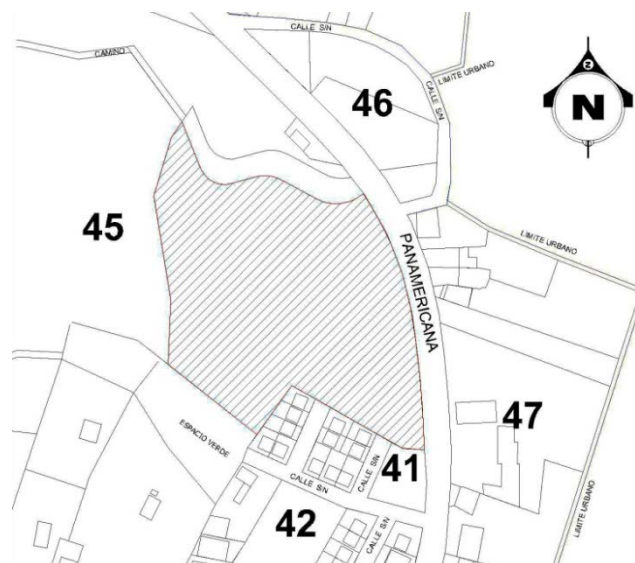 CALLE S/N
CAMINO
LIMITE URBANO
CALLE S/N
46
N
45
PANAMERICANA
LIMITE URBANO
47
ESPACIO VERDE
41
CALLE S/N
CALLE S/N
42
CALLE S/N
LIMITE URBANO